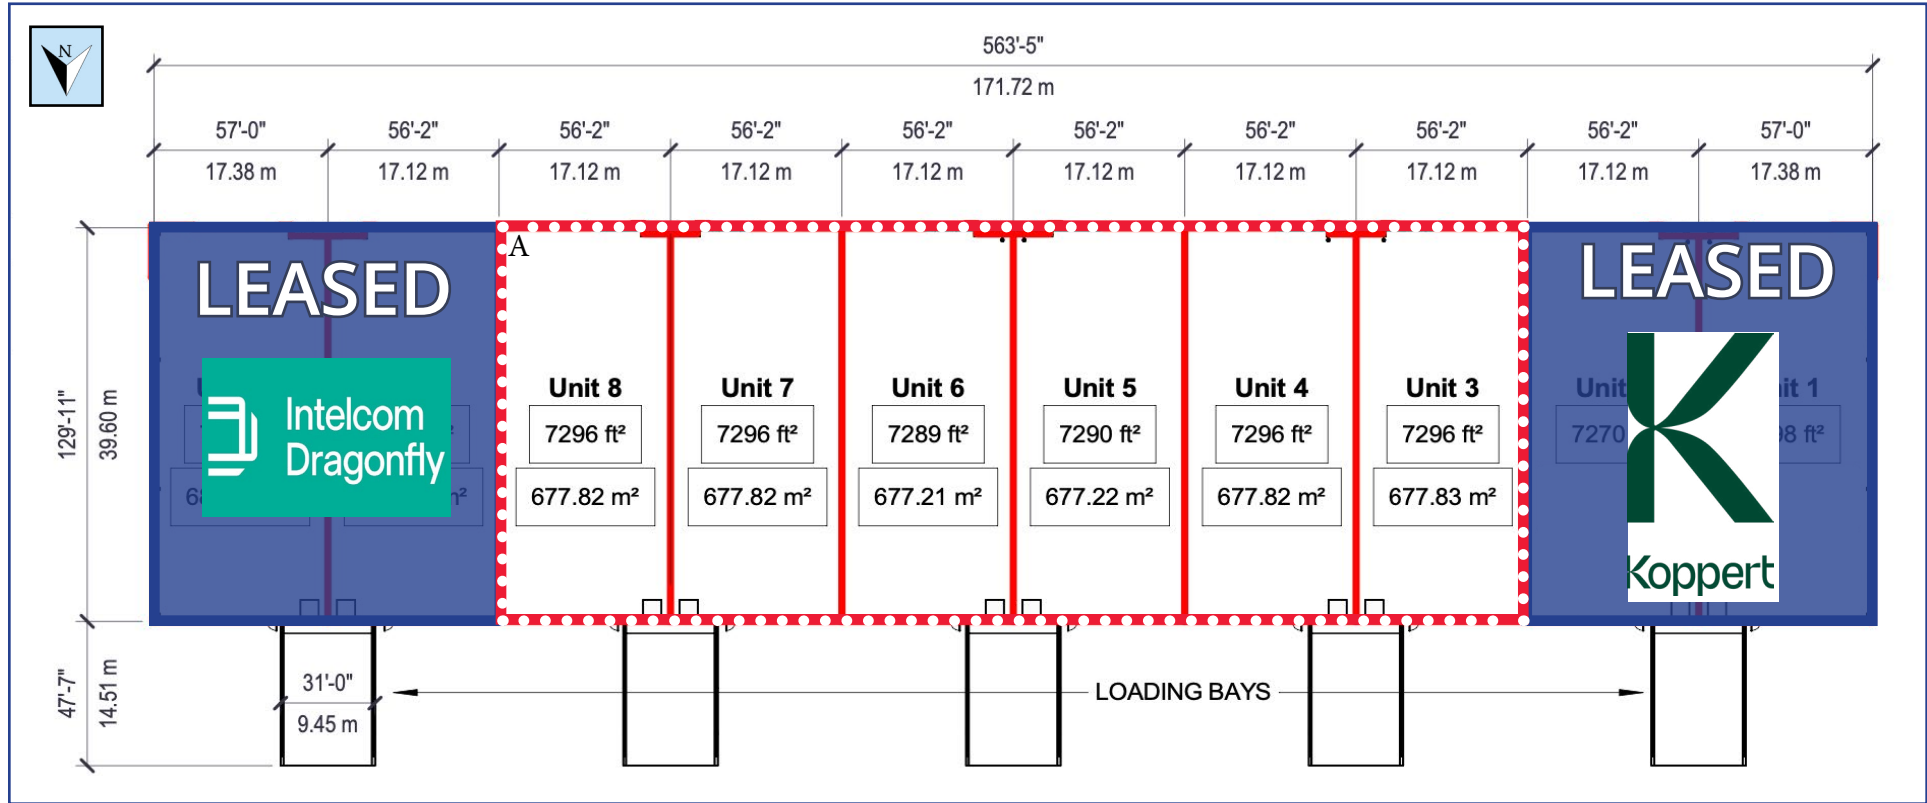 N
563'-5"
171.72 m
57'-0" 56'-2" 56'-2" 56'-2" 56'-2" 56'-2" 56'-2" 56'-2" 56'-2" 57'-0"
17.38 m 17.12 m 17.12 m 17.12 m 17.12 m 17.12 m 17.12 m 17.12 m 17.12 m 17.38 m
A
LEASED LEASED
129'-11"
39.60 m
Intelcom
Dragonfly
Unit 8 Unit 7 Unit 6 Unit 5 Unit 4 Unit 3 Unit
7296 ft² 7296 ft² 7289 ft² 7290 ft² 7296 ft² 7296 ft² 7270
677.82 m² 677.82 m² 677.21 m² 677.22 m² 677.82 m² 677.83 m²
Koppert
47'-7"
14.51 m
31'-0"
9.45 m
LOADING BAYS